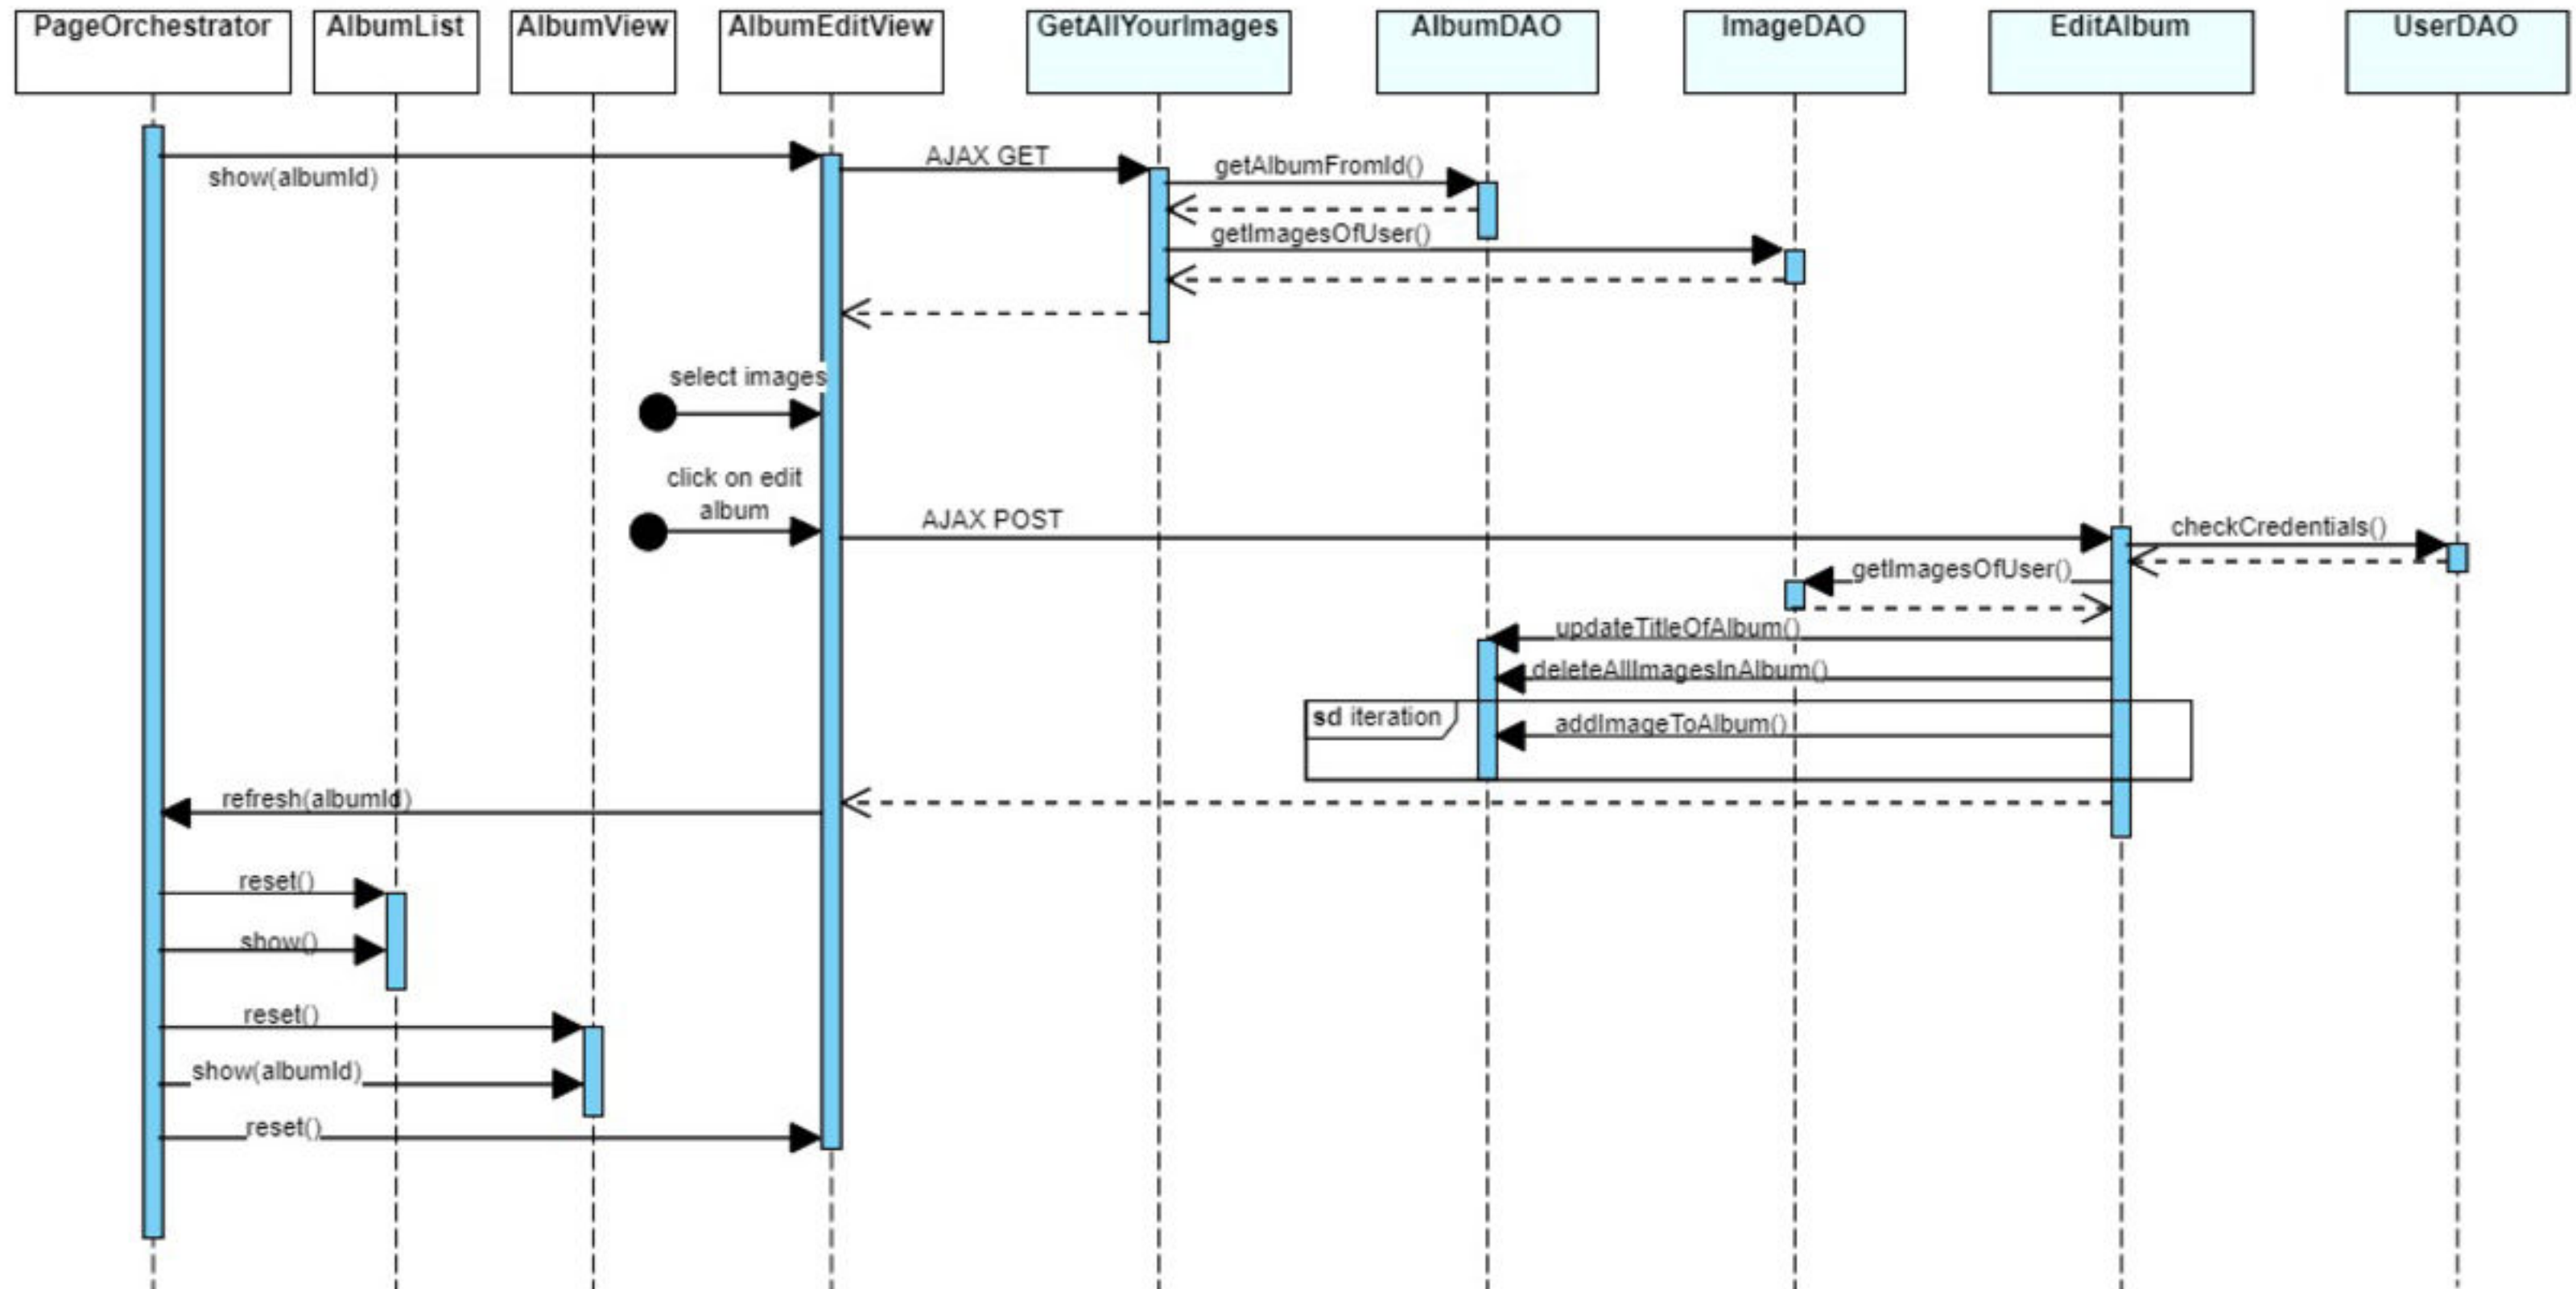 PageOrchestrator
AlbumList
AlbumView
AlbumEditView
GetAllYourImages
AlbumDAO
ImageDAO
EditAlbum
UserDAO
show(albumId)
AJAX GET
getAlbumFromId()
getImagesOfUser()
select images
click on edit
album
AJAX POST
checkCredentials()
getImagesOfUser()
updateTitleOfAlbum()
deleteAllImagesInAlbum()
sd iteration
addImageToAlbum()
refresh(albumId)
reset()
show()
reset()
show(albumId)
reset()